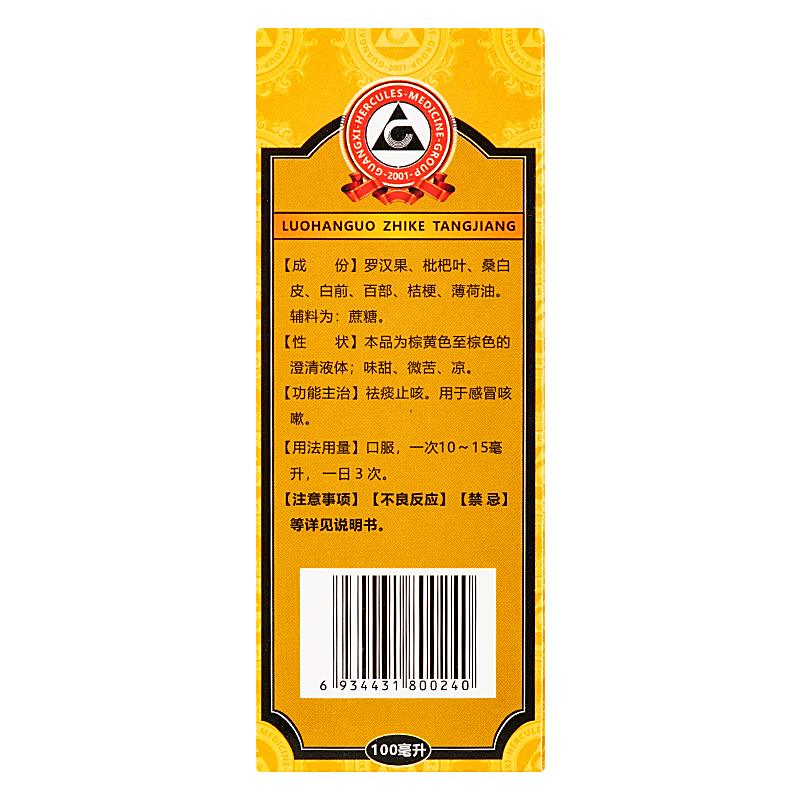 GUANGXI-HERCULES-MEDICINE-GROUP
-2001-
LUOHANGUO ZHIKE TANGJIANG
【成 份】罗汉果、枇杷叶、桑白
皮、白前、百部、桔梗、薄荷油。
辅料为：蔗糖。
【性 状】本品为棕黄色至棕色的
澄清液体；味甜、微苦、凉。
【功能主治】祛痰止咳。用于感冒咳
嗽。
【用法用量】口服，一次10～15毫
升，一日3次。
【注意事项】【不良反应】【禁忌】
等详见说明书。
6 934431 800240
100毫升